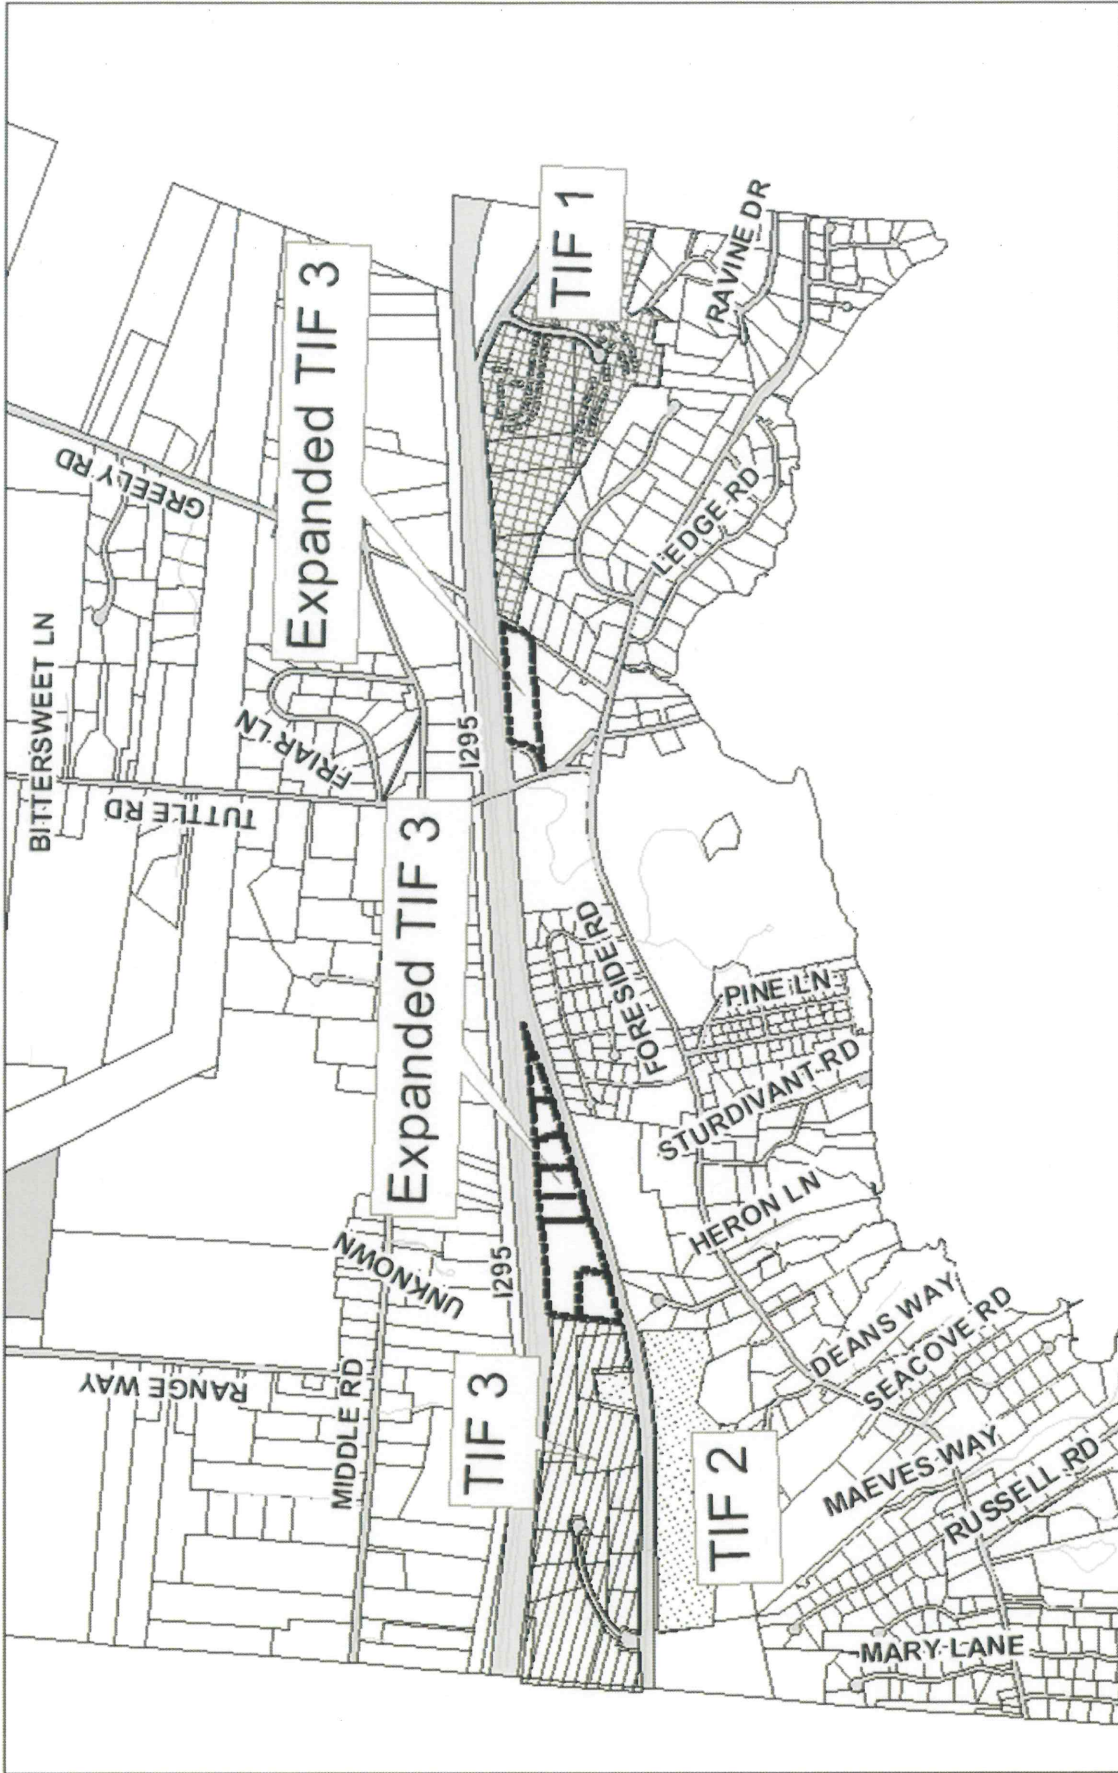 BITTERSWEET LN
GREELY RD
TUTTLE RD
FRIAR LN
Expanded TIF 3
I295
TIF 1
RAVINE DR
LEDGE RD
Expanded TIF 3
FORESIDE RD
PINE LN
STURDIVANT RD
HERON LN
RANGE WAY
UNKNOWN
MIDDLE RD
I295
TIF 3
TIF 2
DEANS WAY
SEACOVE RD
MAEVES WAY
RUSSELL RD
MARY LANE